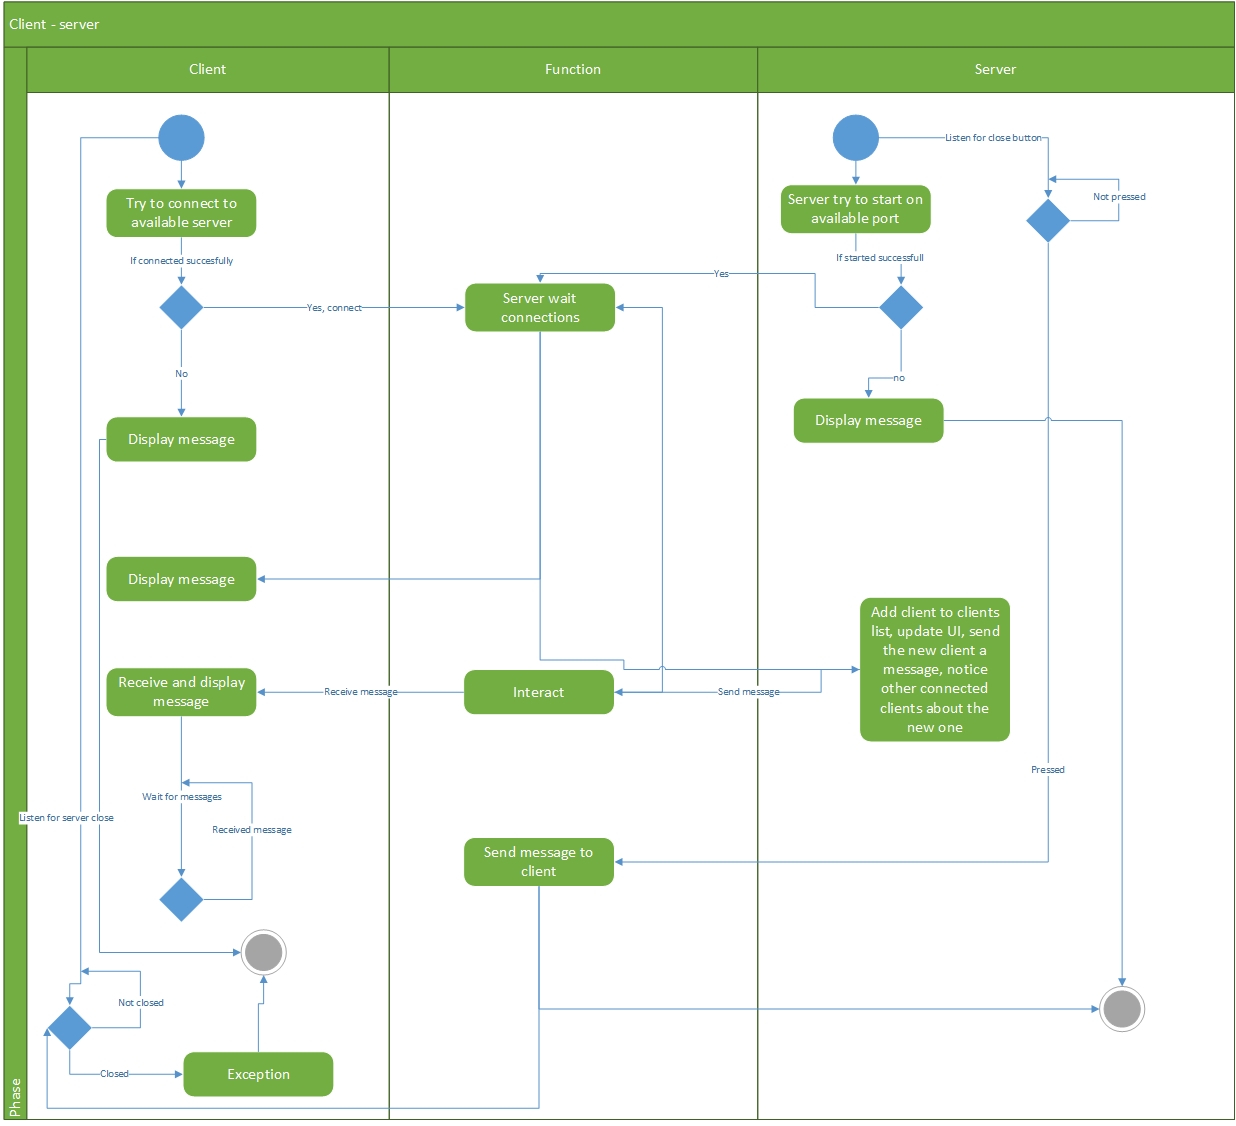 Client - server
Client
Function
Server
Phase
Listen for close button
Try to connect to
available server
Server try to start on
available port
Not pressed
If connected succesfully
If started successfull
Yes
Server wait
connections
Yes, connect
No
no
Display message
Display message
Display message
Add client to clients
list, update UI, send
the new client a
message, notice
other connected
clients about the
new one
Receive and display
message
Receive message
Interact
Send message
Pressed
Wait for messages
Listen for server close
Received message
Send message to
client
Not closed
Closed
Exception